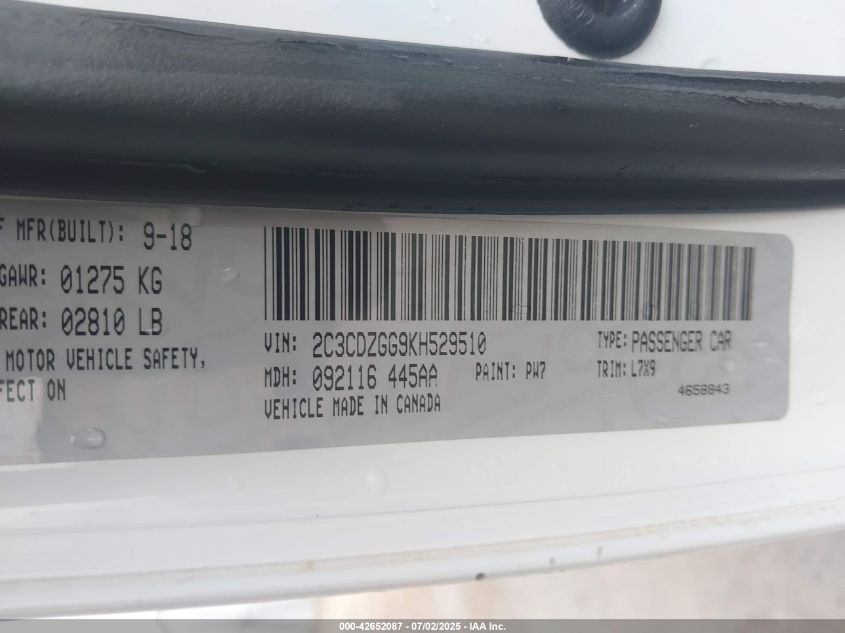 F MFR(BUILT): 9-18
GAWR: 01275 KG
REAR: 02810 LB
MOTOR VEHICLE SAFETY,
FECT ON
VIN: 2C3CDZGG9KH529510
TYPE: PASSENGER CAR
MDH: 092116 445AA
PAINT: PW7
TRIM: L7X9
VEHICLE MADE IN CANADA
4658843
000-42652087 / 07/02/2025 - IAA Inc.